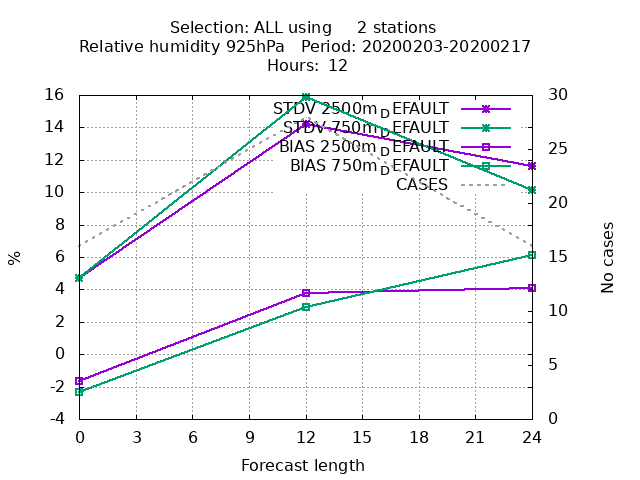 Selection: ALL using 2 stations
Relative humidity 925hPa Period: 20200203-20200217
Hours: 12
16
14
12
10
8
6
4
2
0
-2
-4
%
30
25
20
15
10
5
0
No cases
STDV 2500m_DEFAULT
STDV 750m_DEFAULT
BIAS 2500m_DEFAULT
BIAS 750m_DEFAULT
CASES
0 3 6 9 12 15 18 21 24
Forecast length